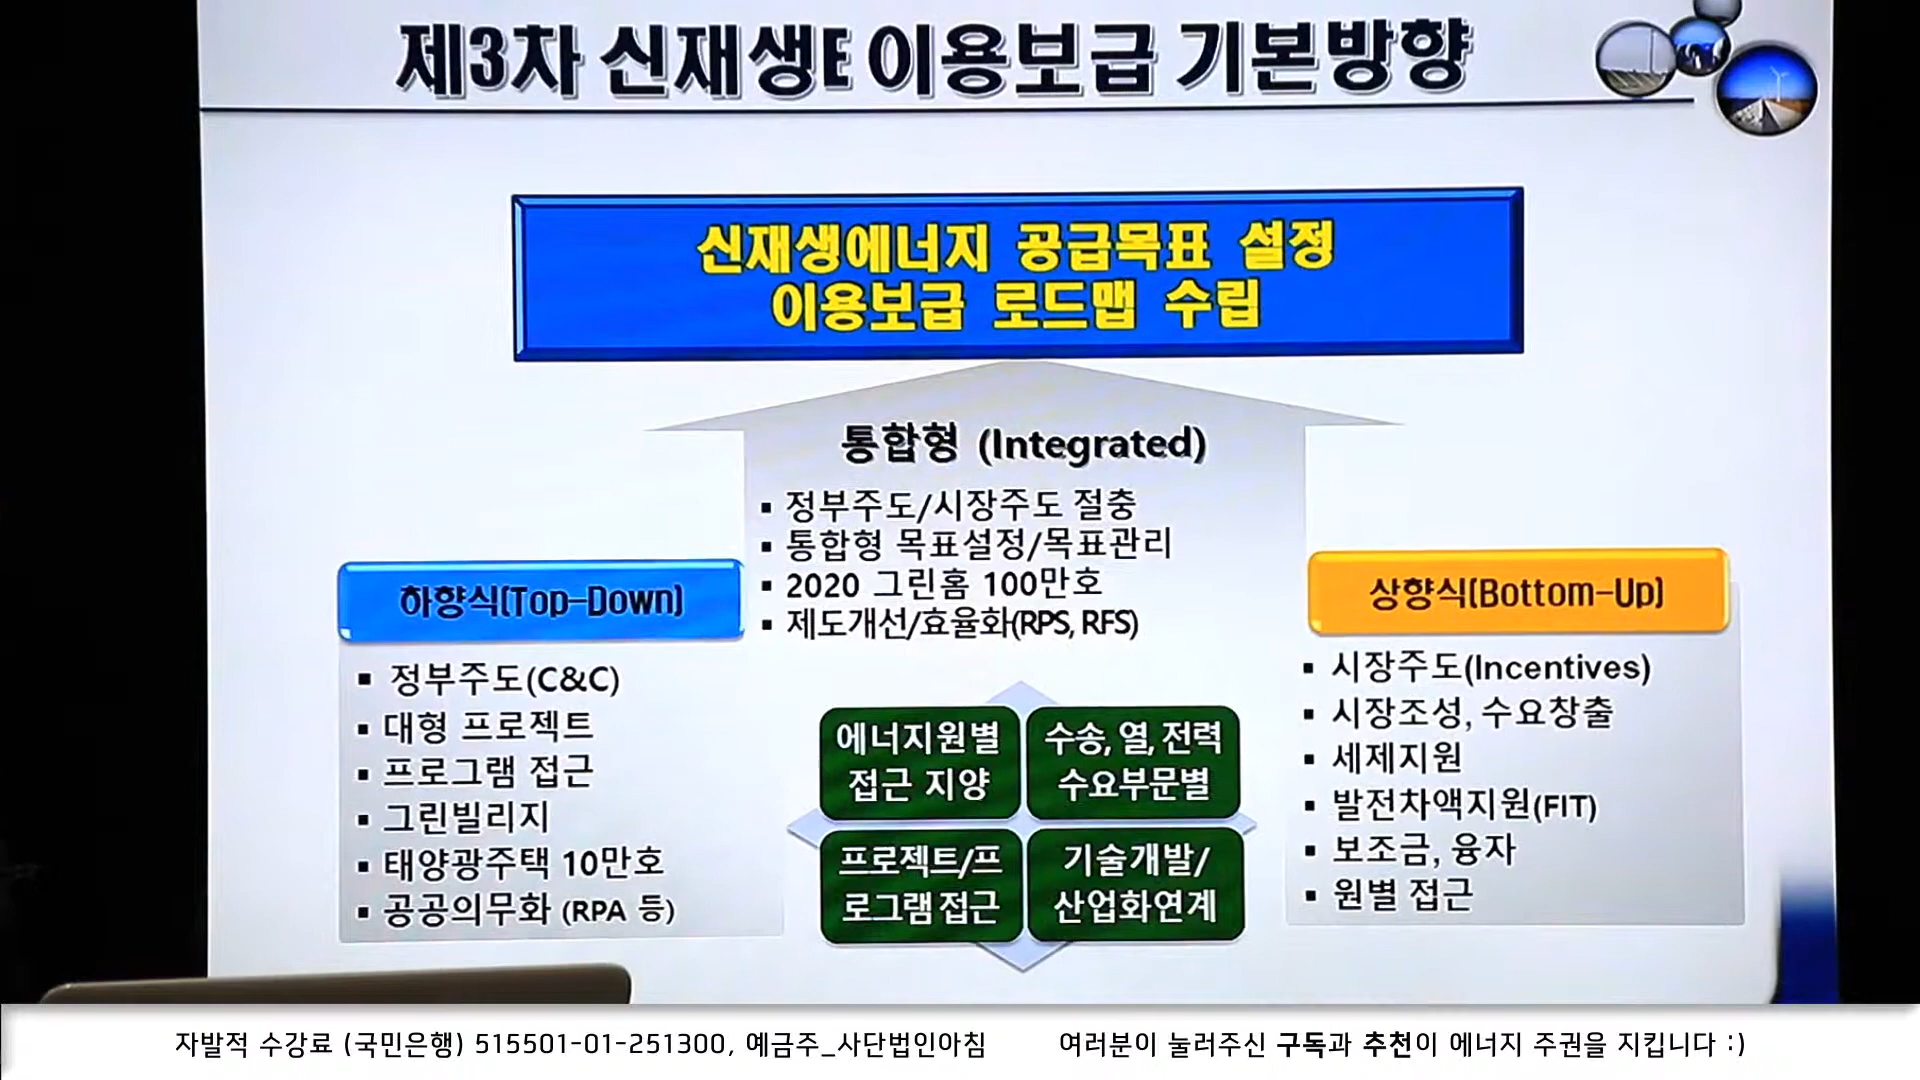 제3차 신재생E 이용보급 기본방향
신재생에너지 공급목표 설정
이용보급 로드맵 수립
통합형 (Integrated)
▪ 정부주도/시장주도 절충
▪ 통합형 목표설정/목표관리
▪ 2020 그린홈 100만호
▪ 제도개선/효율화(RPS, RFS)
하향식(Top-Down)
▪ 정부주도(C&C)
▪ 대형 프로젝트
▪ 프로그램 접근
▪ 그린빌리지
▪ 태양광주택 10만호
▪ 공공의무화 (RPA 등)
에너지원별
접근 지양
수송, 열, 전력
수요부문별
프로젝트/프
로그램 접근
기술개발/
산업화연계
상향식(Bottom-Up)
▪ 시장주도(Incentives)
▪ 시장조성, 수요창출
▪ 세제지원
▪ 발전차액지원(FIT)
▪ 보조금, 융자
▪ 원별 접근
자발적 수강료 (국민은행) 515501-01-251300, 예금주_사단법인아침
여러분이 눌러주신 구독과 추천이 에너지 주권을 지킵니다 :)